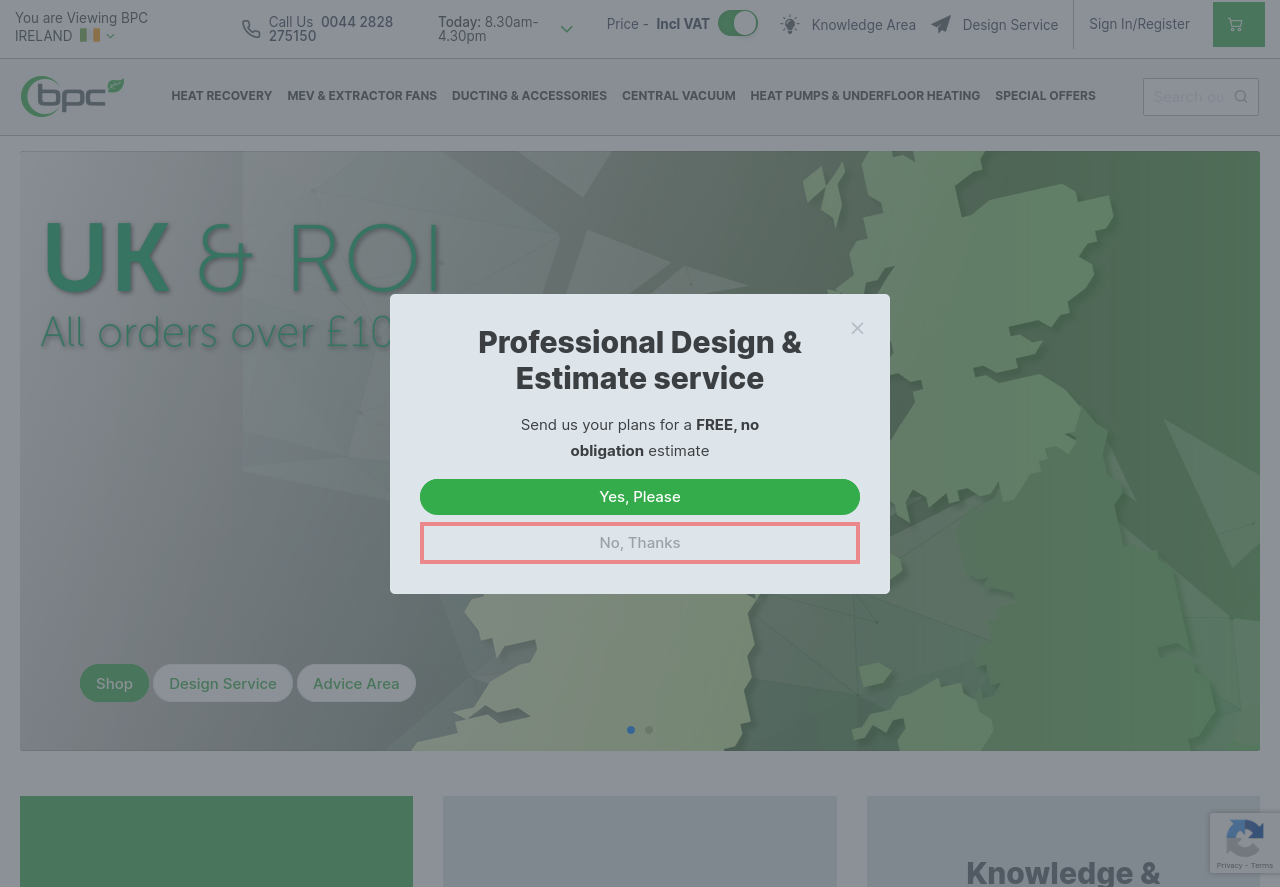 You are Viewing BPC
IRELAND
Call Us 0044 2828
275150
Today: 8.30am-
4.30pm
Price - Incl VAT
Knowledge Area
Design Service
Sign In/Register
bpc
HEAT RECOVERY
MEV & EXTRACTOR FANS
DUCTING & ACCESSORIES
CENTRAL VACUUM
HEAT PUMPS & UNDERFLOOR HEATING
SPECIAL OFFERS
Search ou
UK & ROI
All orders over £10
Professional Design &
Estimate service
Send us your plans for a FREE, no
obligation estimate
Yes, Please
No, Thanks
Shop
Design Service
Advice Area
Knowledge &
Privacy - Terms